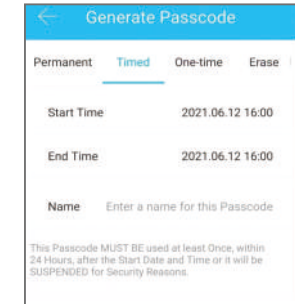 Generate Passcode
Permanent Timed One-time Erase
Start Time 2021.06.12 16:00
End Time 2021.06.12 16:00
Name Enter a name for this Passcode
This Passcode MUST BE used at least Once, within
24 Hours, after the Start Date and Time or it will be
SUSPENDED for Security Reasons.